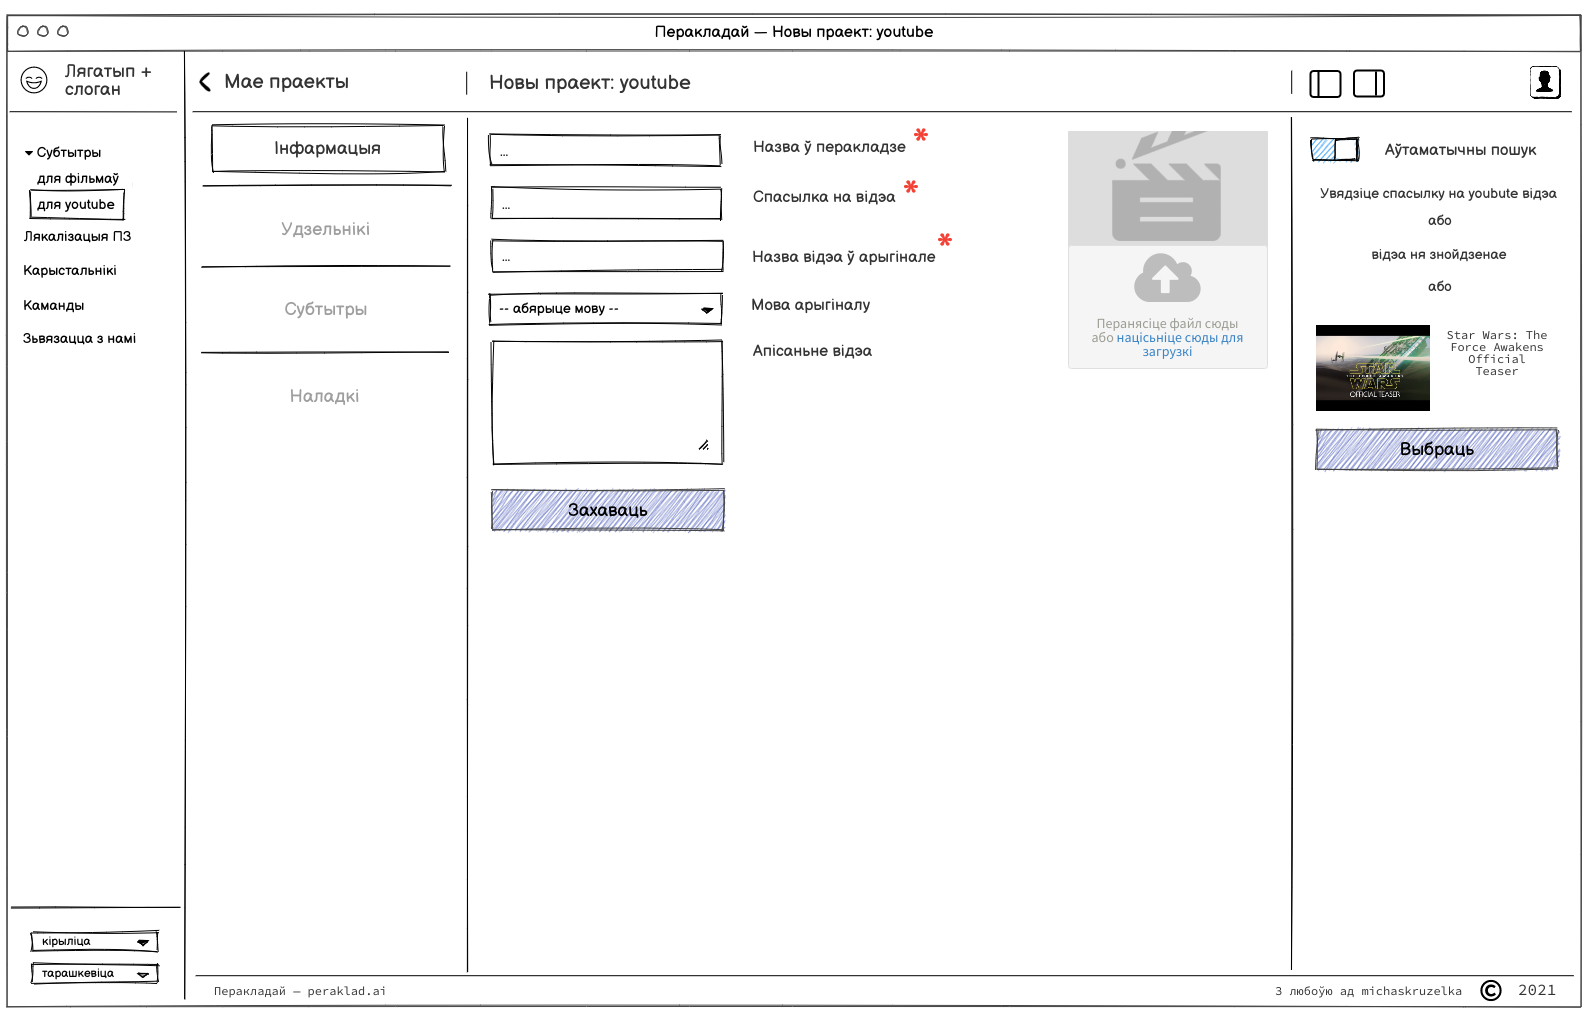 Перакладай — Новы праект: youtube
Лягатып +
слоган
Мае праекты
Новы праект: youtube
Субтытры
для фільмаў
для youtube
Лякалізацыя ПЗ
Карыстальнікі
Каманды
Зьвязацца з намі
кірыліца
тарашкевіца
Інфармацыя
Удзельнікі
Субтытры
Наладкі
...
Назва ў перакладзе *
...
Спасылка на відэа *
...
Назва відэа ў арыгінале *
-- абярыце мову --
Мова арыгіналу
Апісаньне відэа
Захаваць
Перанясіце файл сюды
або націсьніце сюды для
загрузкі
Аўтаматычны пошук
Увядзіце спасылку на youbute відэа
або
відэа ня знойдзенае
або
STAR
THE FORCE AWAKENS
WARS
OFFICIAL TEASER
Star Wars: The
Force Awakens
Official
Teaser
Выбраць
Перакладай — peraklad.ai
З любоўю ад michaskruzelka © 2021